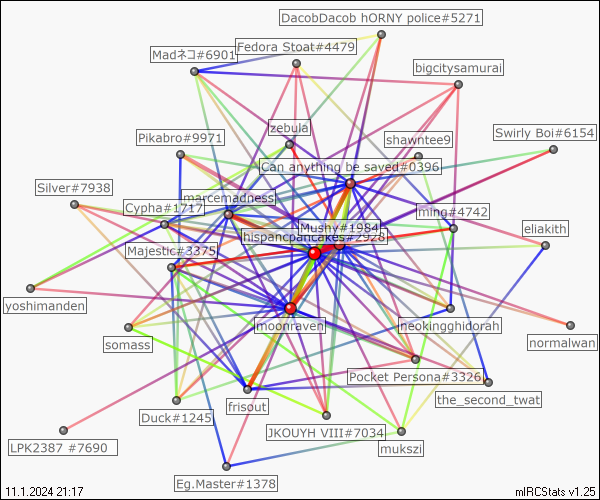 DacobDacob hORNY police#5271
Madネコ#6901
Fedora Stoat#4479
bigcitysamurai
zebula
Pikabro#9971
shawntee9
Swirly Boi#6154
Can anything be saved#0396
Silver#7938
marcemadness
Cypha#1717
ming#4742
Mushy#1984
hispancpancakes#2928
eliakith
Majestic#3375
yoshimanden
moonraven
neokingghidorah
somass
normalwan
Pocket Persona#3326
the_second_twat
Duck#1245
frisout
JKOUYH VIII#7034
mukszi
LPK2387 #7690
Eg.Master#1378
11.1.2024 21:17
mIRCStats v1.25